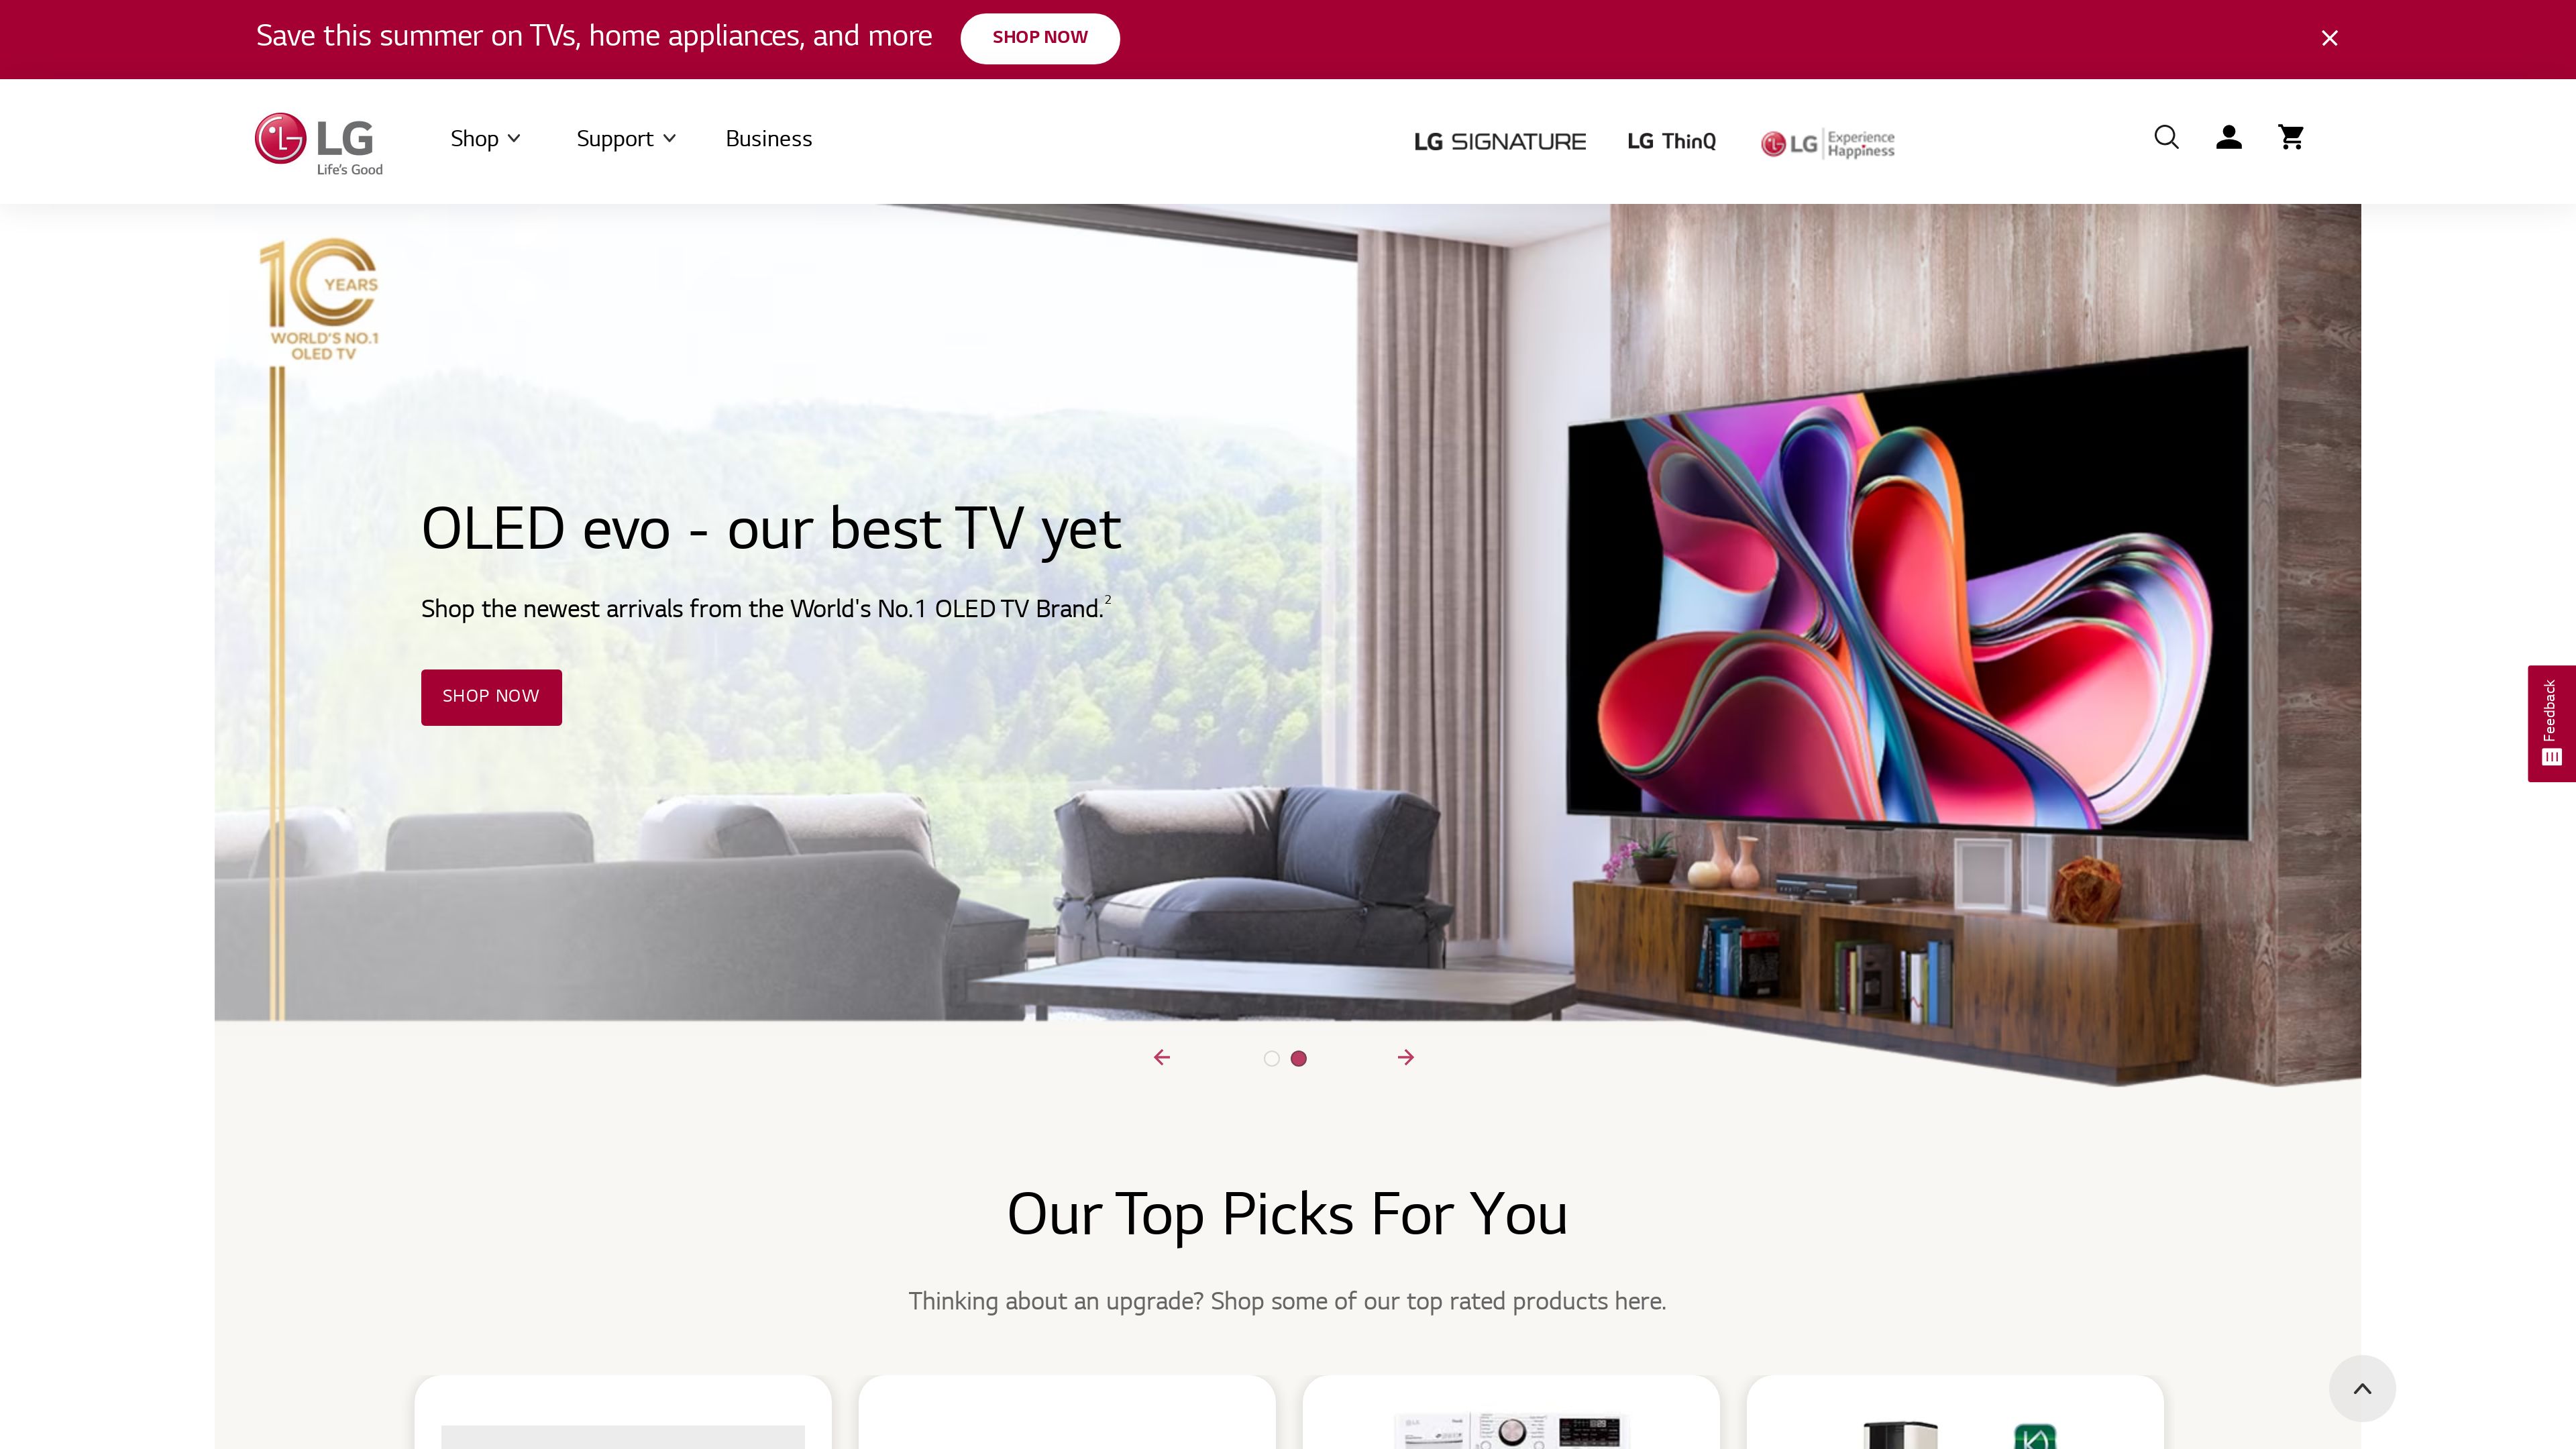 Save this summer on TVs, home appliances, and more
SHOP NOW
LG
Life's Good
Shop
Support
Business
LG SIGNATURE
LG ThinQ
LG Experience Happiness
10 YEARS
WORLD'S NO.1
OLED TV
OLED evo - our best TV yet
Shop the newest arrivals from the World's No.1 OLED TV Brand.2
SHOP NOW
Feedback
Our Top Picks For You
Thinking about an upgrade? Shop some of our top rated products here.